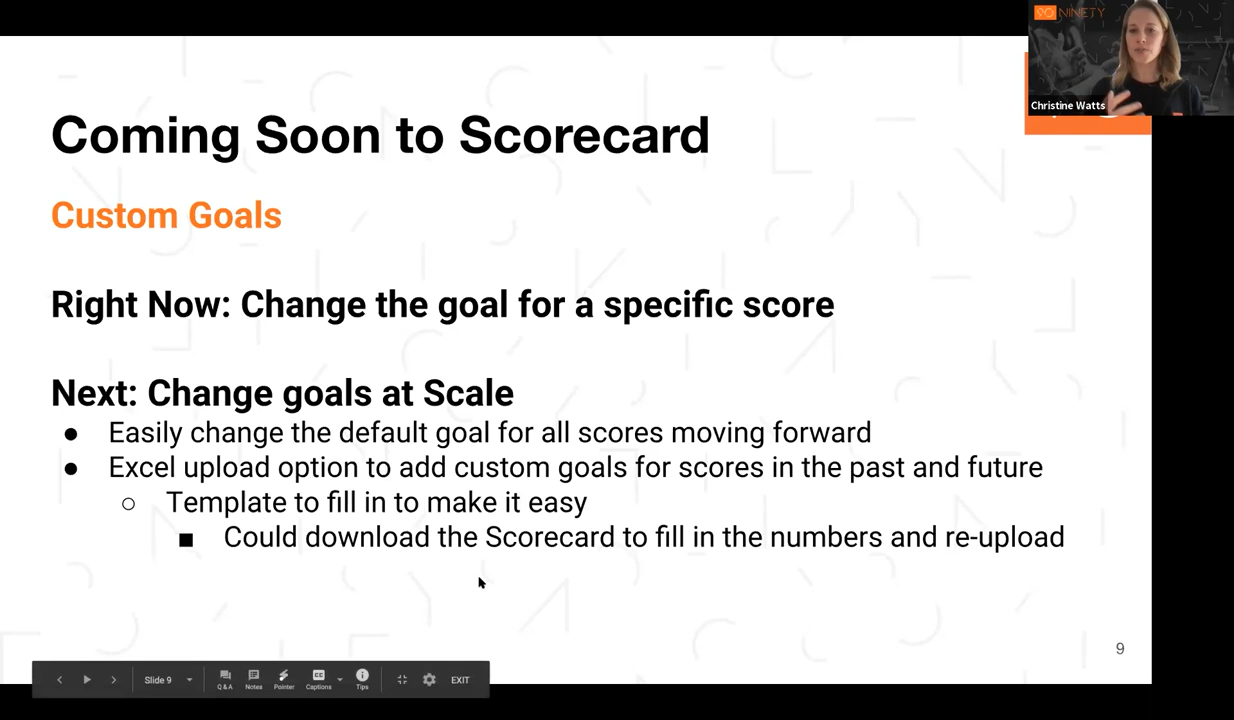 90 NINETY
Christine Watts
Coming Soon to Scorecard
Custom Goals
Right Now: Change the goal for a specific score
Next: Change goals at Scale
● Easily change the default goal for all scores moving forward
● Excel upload option to add custom goals for scores in the past and future
○ Template to fill in to make it easy
■ Could download the Scorecard to fill in the numbers and re-upload
9
Slide 9
Q & A
Notes
Pointer
CC
Captions
Tips
EXIT